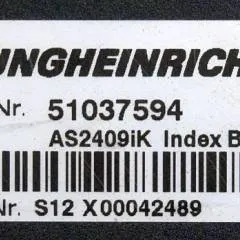 UNGHEINRICH
Nr. 51037594
AS2409iK Index B
Nr. S12 X00042489